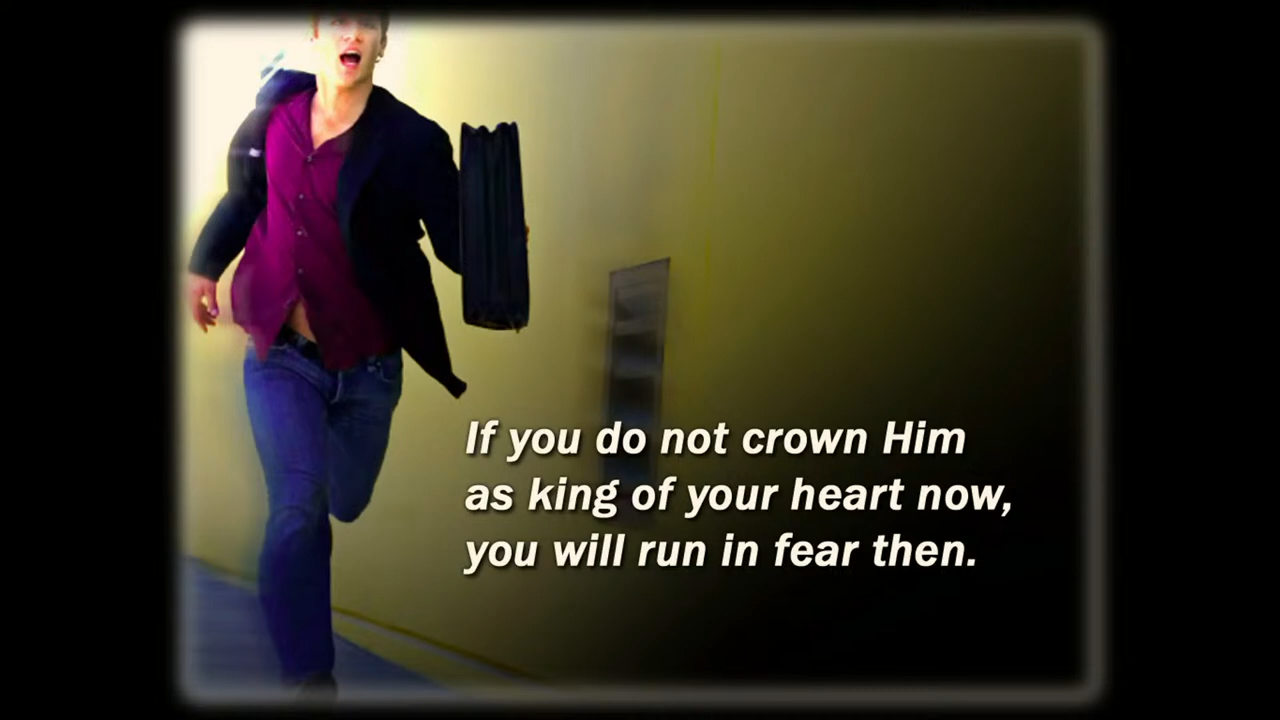 If you do not crown Him
as king of your heart now,
you will run in fear then.